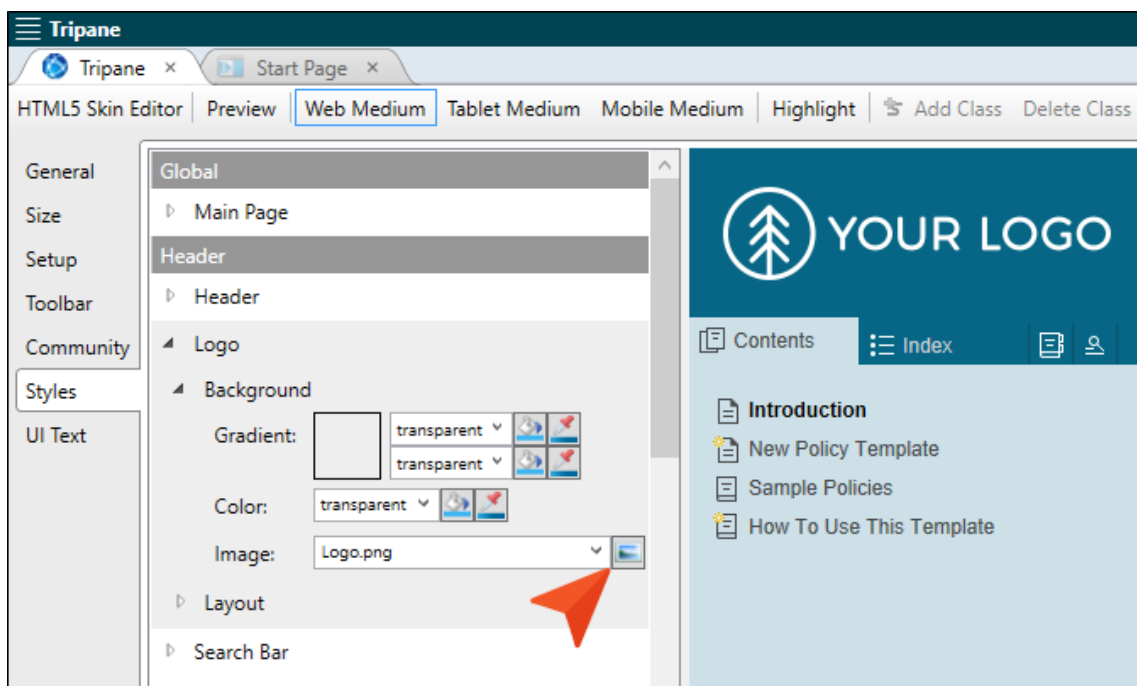 Tripane
Tripane × Start Page ×
HTML5 Skin Editor Preview Web Medium Tablet Medium Mobile Medium Highlight Add Class Delete Class
General
Size
Setup
Toolbar
Community
Styles
UI Text
Global
Main Page
Header
Header
Logo
Background
Gradient: transparent
transparent
Color: transparent
Image: Logo.png
Layout
Search Bar
YOUR LOGO
Contents Index
Introduction
New Policy Template
Sample Policies
How To Use This Template